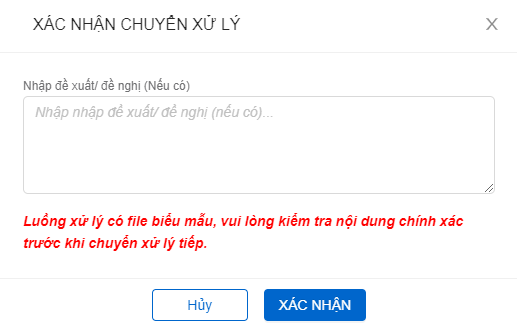 XÁC NHẬN CHUYỂN XỬ LÝ
X
Nhập đề xuất/ đề nghị (Nếu có)
Nhập nhập đề xuất/ đề nghị (nếu có)...
Luồng xử lý có file biểu mẫu, vui lòng kiểm tra nội dung chính xác
trước khi chuyển xử lý tiếp.
Hủy
XÁC NHẬN